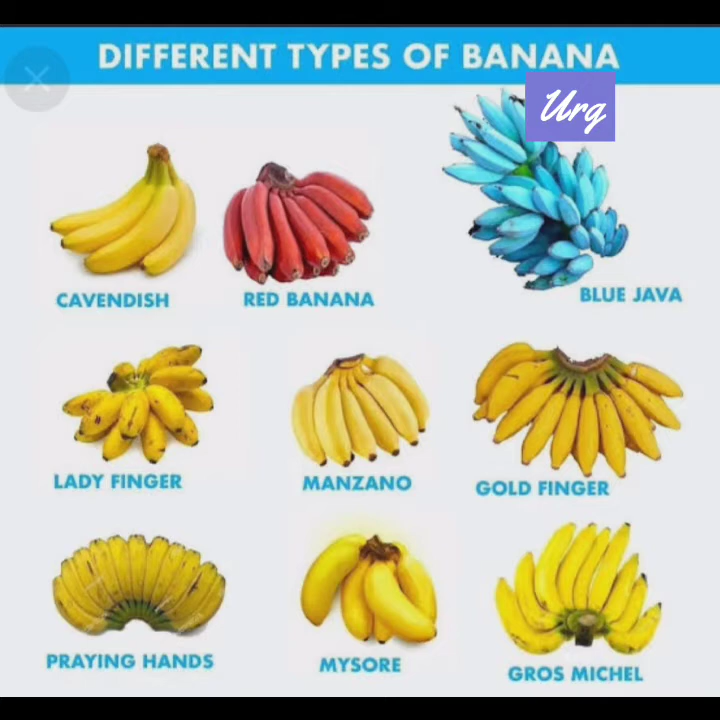 DIFFERENT TYPES OF BANANA
Urg
CAVENDISH
RED BANANA
BLUE JAVA
LADY FINGER
MANZANO
GOLD FINGER
PRAYING HANDS
MYSORE
GROS MICHEL